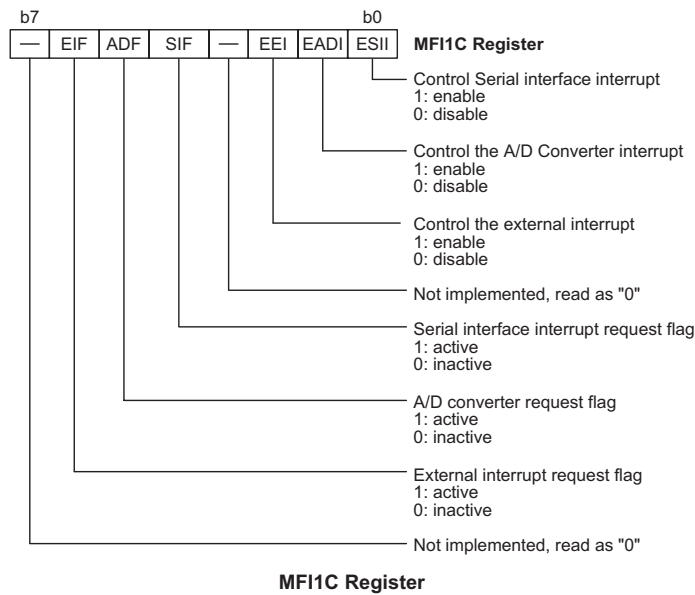 b7 b0
— EIF ADF SIF — EEI EADI ESII MFI1C Register
Control Serial interface interrupt
1: enable
0: disable
Control the A/D Converter interrupt
1: enable
0: disable
Control the external interrupt
1: enable
0: disable
Not implemented, read as "0"
Serial interface interrupt request flag
1: active
0: inactive
A/D converter request flag
1: active
0: inactive
External interrupt request flag
1: active
0: inactive
Not implemented, read as "0"
MFI1C Register